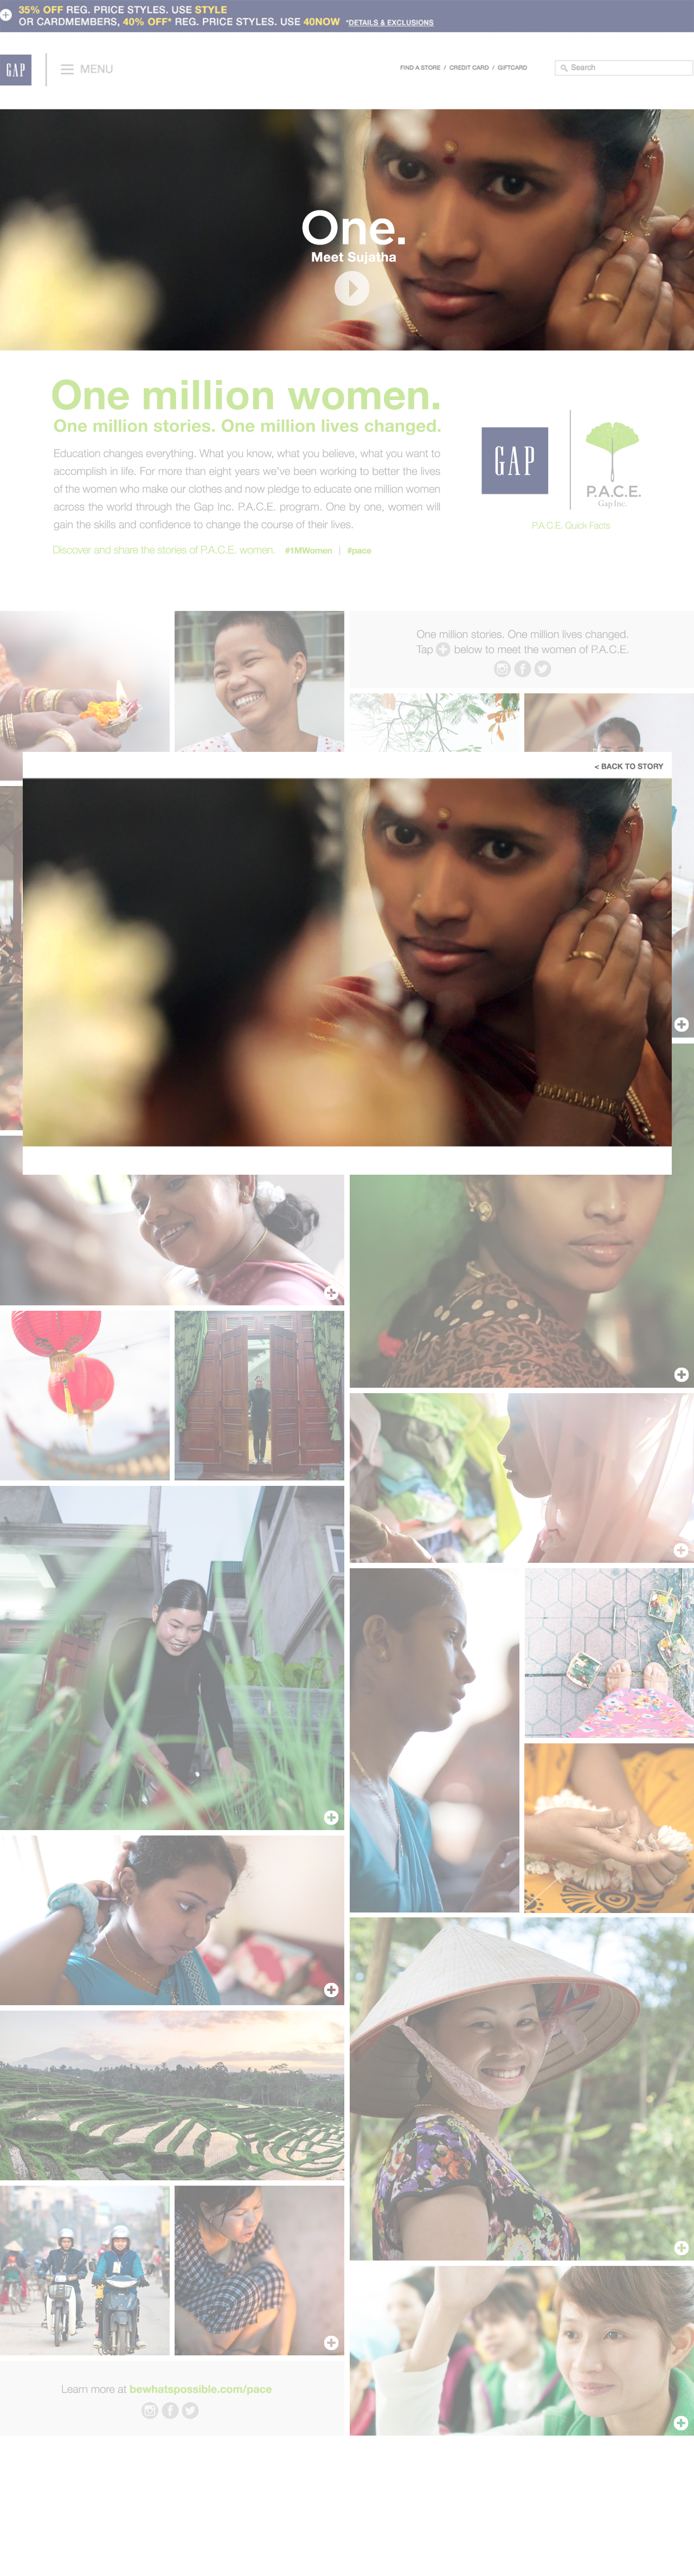 35% OFF REG. PRICE STYLES. USE STYLE
OR CARDMEMBERS, 40% OFF* REG. PRICE STYLES. USE 40NOW *DETAILS & EXCLUSIONS
GAP
MENU
FIND A STORE / CREDIT CARD / GIFTCARD
Search
One.
Meet Sujatha
One million women.
One million stories. One million lives changed.
Education changes everything. What you know, what you believe, what you want to
accomplish in life. For more than eight years we've been working to better the lives
of the women who make our clothes and now pledge to educate one million women
across the world through the Gap Inc. P.A.C.E. program. One by one, women will
gain the skills and confidence to change the course of their lives.
Discover and share the stories of P.A.C.E. women. #1MWomen | #pace
GAP
P.A.C.E.
Gap Inc.
P.A.C.E. Quick Facts
One million stories. One million lives changed.
Tap + below to meet the women of P.A.C.E.
< BACK TO STORY
Learn more at bewhatspossible.com/pace